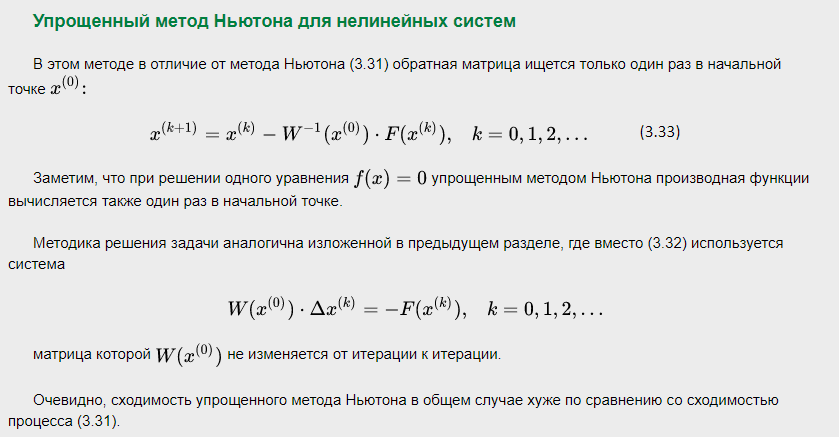 Упрощенный метод Ньютона для нелинейных систем
В этом методе в отличие от метода Ньютона (3.31) обратная матрица ищется только один раз в начальной
точке x^{(0)}:
x^{(k+1)} = x^{(k)} − W^{−1}(x^{(0)}) · F(x^{(k)}), k = 0, 1, 2, … (3.33)
Заметим, что при решении одного уравнения f(x) = 0 упрощенным методом Ньютона производная функции
вычисляется также один раз в начальной точке.
Методика решения задачи аналогична изложенной в предыдущем разделе, где вместо (3.32) используется
система
W(x^{(0)}) · Δx^{(k)} = −F(x^{(k)}), k = 0, 1, 2, …
матрица которой W(x^{(0)}) не изменяется от итерации к итерации.
Очевидно, сходимость упрощенного метода Ньютона в общем случае хуже по сравнению со сходимостью
процесса (3.31).